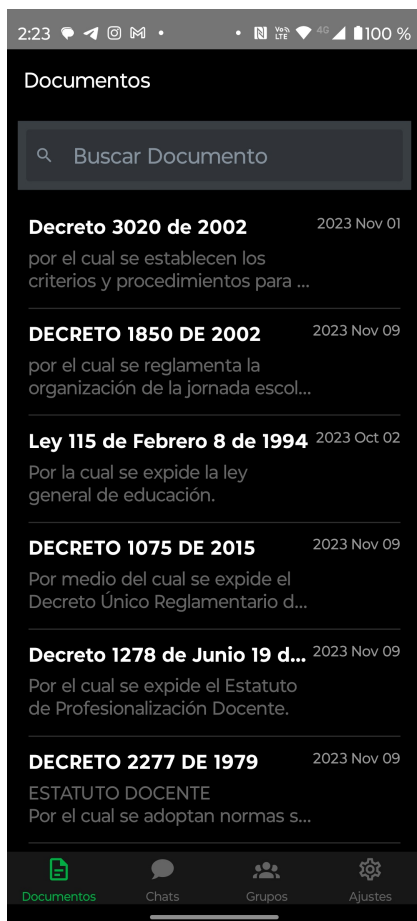 2:23 4G 100 %
Documentos
Buscar Documento
Decreto 3020 de 2002 2023 Nov 01
por el cual se establecen los
criterios y procedimientos para ...
DECRETO 1850 DE 2002 2023 Nov 09
por el cual se reglamenta la
organización de la jornada escol...
Ley 115 de Febrero 8 de 1994 2023 Oct 02
Por la cual se expide la ley
general de educación.
DECRETO 1075 DE 2015 2023 Nov 09
Por medio del cual se expide el
Decreto Único Reglamentario d...
Decreto 1278 de Junio 19 d... 2023 Nov 09
Por el cual se expide el Estatuto
de Profesionalización Docente.
DECRETO 2277 DE 1979 2023 Nov 09
ESTATUTO DOCENTE
Por el cual se adoptan normas s...
Documentos Chats Grupos Ajustes